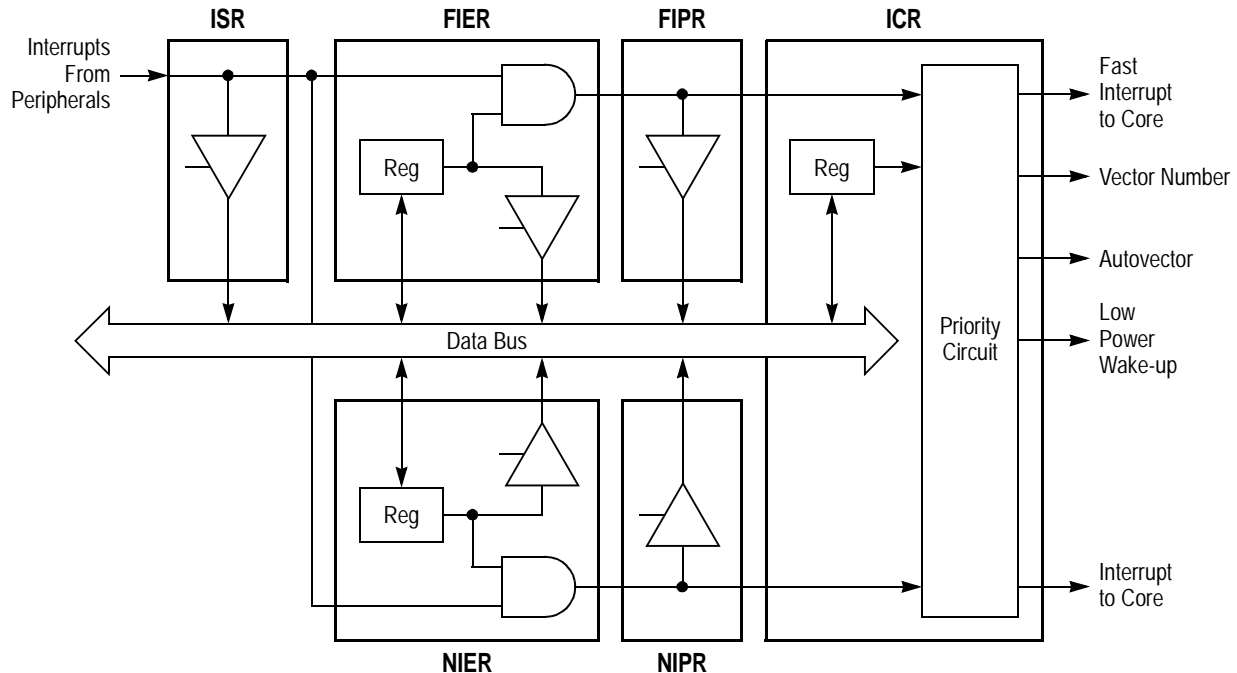 ISR
FIER
FIPR
ICR
Interrupts
From
Peripherals
Fast
Interrupt
to Core
Reg
Reg
Vector Number
Autovector
Data Bus
Priority
Circuit
Low
Power
Wake-up
Reg
Interrupt
to Core
NIER
NIPR